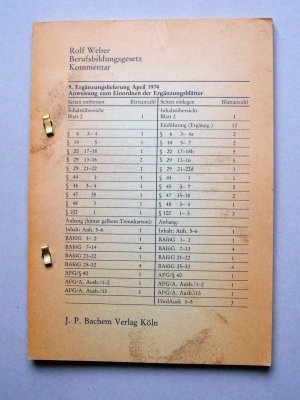 Rolf Weber
Berufsbildungsgesetz
Kommentar
9. Ergänzungslieferung April 1974
Anweisung zum Einordnen der Ergänzungsblätter
Seiten entfernen Blattanzahl Seiten einlegen Blattanzahl
Inhaltsübersicht Inhaltsübersicht
Blatt 2 1 Blatt 2 1
Einführung (Ergänzg.) 12
§ 6 3-4 1 § 6 3-4a 2
§ 14 5 1 § 14 5-7 2
§ 20 17-18 1 § 20 17-18h 5
§ 29 13-16 2 § 29 13-16 2
§ 29 21-22 1 § 29 21-22d 3
§ 44 1 1 § 44 1 1
§ 45 3-4 1 § 45 3-4
§ 47 35 1 § 47 35
§ 48 3 1 § 48 3
§ 102 1 1 § 102 1-5 3
Anhang (hinter gelbem Trennkarton): Anhang:
Inhalt: Anh. 5-6 1 Inhalt: Anh. 5-6 1
BAföG 1-2 1 BAföG 1-2 1
BAföG 7-14 4 BAföG 7-13 4
BAföG 21-22 1 BAföG 21-22 1
BAföG 25-32 4 BAföG 25-32 4
AFG/§ 40 1 AFG/§ 40 1
AFG/A. Ausb./1-2 1 AFG/A. Ausb./1-2 1
AFG/A. Ausb./13 1 AFG/A. Ausb./13 1
FördAusb 1-5 3
J. P. Bachem Verlag Köln